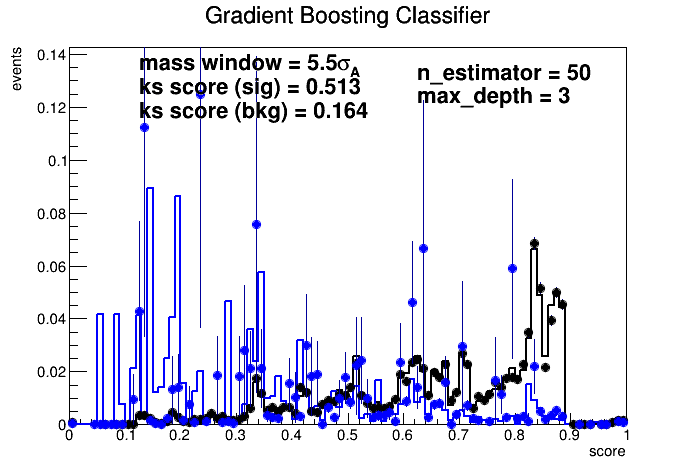 Gradient Boosting Classifier
events
mass window = 5.5σA
ks score (sig) = 0.513
ks score (bkg) = 0.164
n_estimator = 50
max_depth = 3
0.14
0.12
0.1
0.08
0.06
0.04
0.02
0
0 0.1 0.2 0.3 0.4 0.5 0.6 0.7 0.8 0.9 1
score